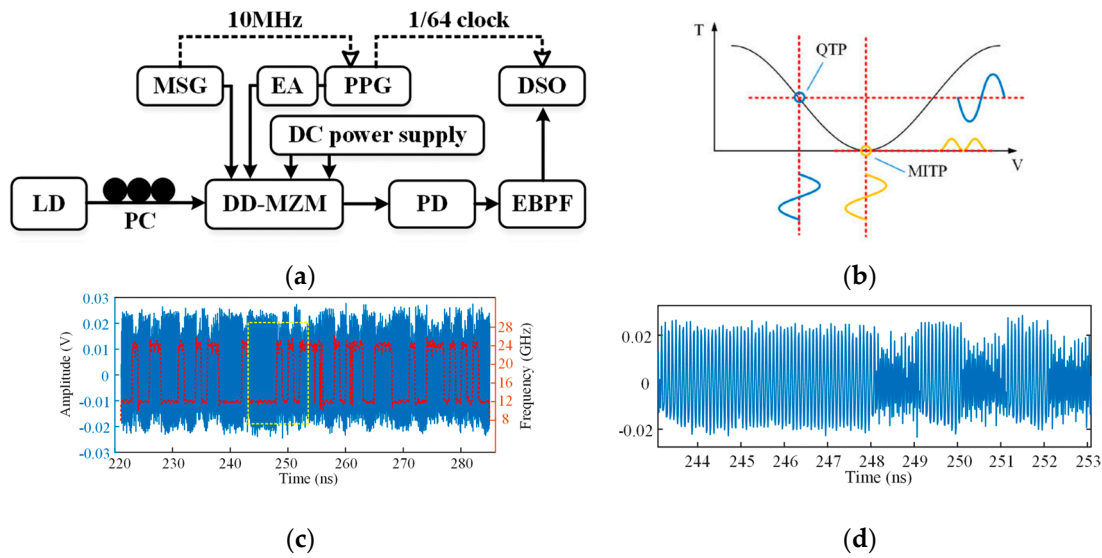 10MHz
1/64 clock
MSG
EA
PPG
DSO
DC power supply
LD
PC
DD-MZM
PD
EBPF
(a)
T
QTP
MITP
V
(b)
0.03
0.02
0.01
0
-0.01
-0.02
-0.03
Amplitude (V)
220
230
240
250
260
270
280
Time (ns)
28
24
20
16
12
8
Frequency (GHz)
(c)
0.02
0
-0.02
244
245
246
247
248
249
250
251
252
253
Time (ns)
(d)